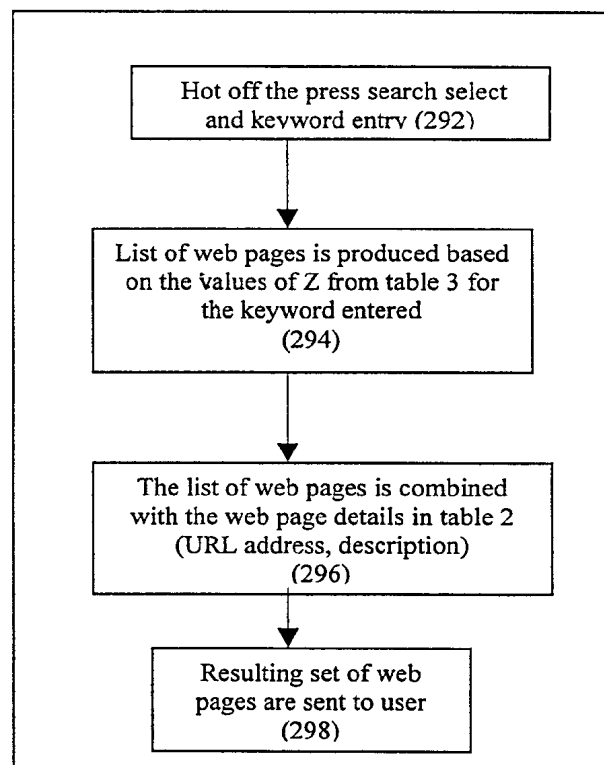 Hot off the press search select
and keyword entry (292)
List of web pages is produced based
on the values of Z from table 3 for
the keyword entered
(294)
The list of web pages is combined
with the web page details in table 2
(URL address, description)
(296)
Resulting set of web
pages are sent to user
(298)